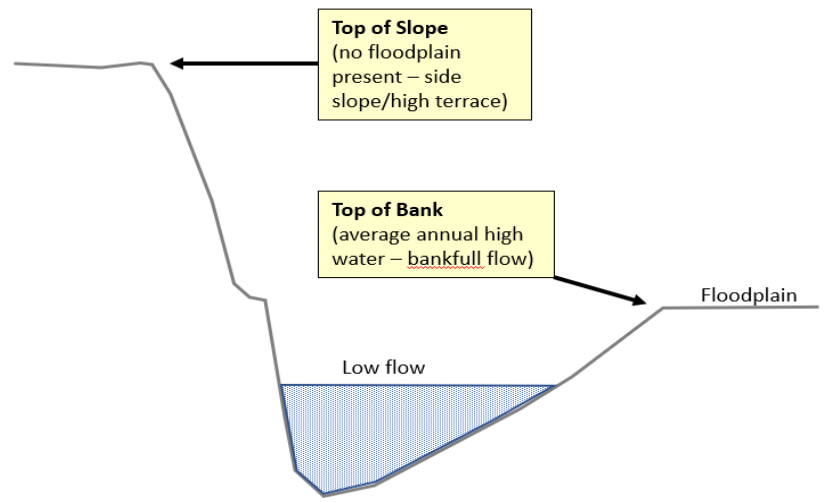 Top of Slope
(no floodplain
present – side
slope/high terrace)
Top of Bank
(average annual high
water – bankfull flow)
Floodplain
Low flow